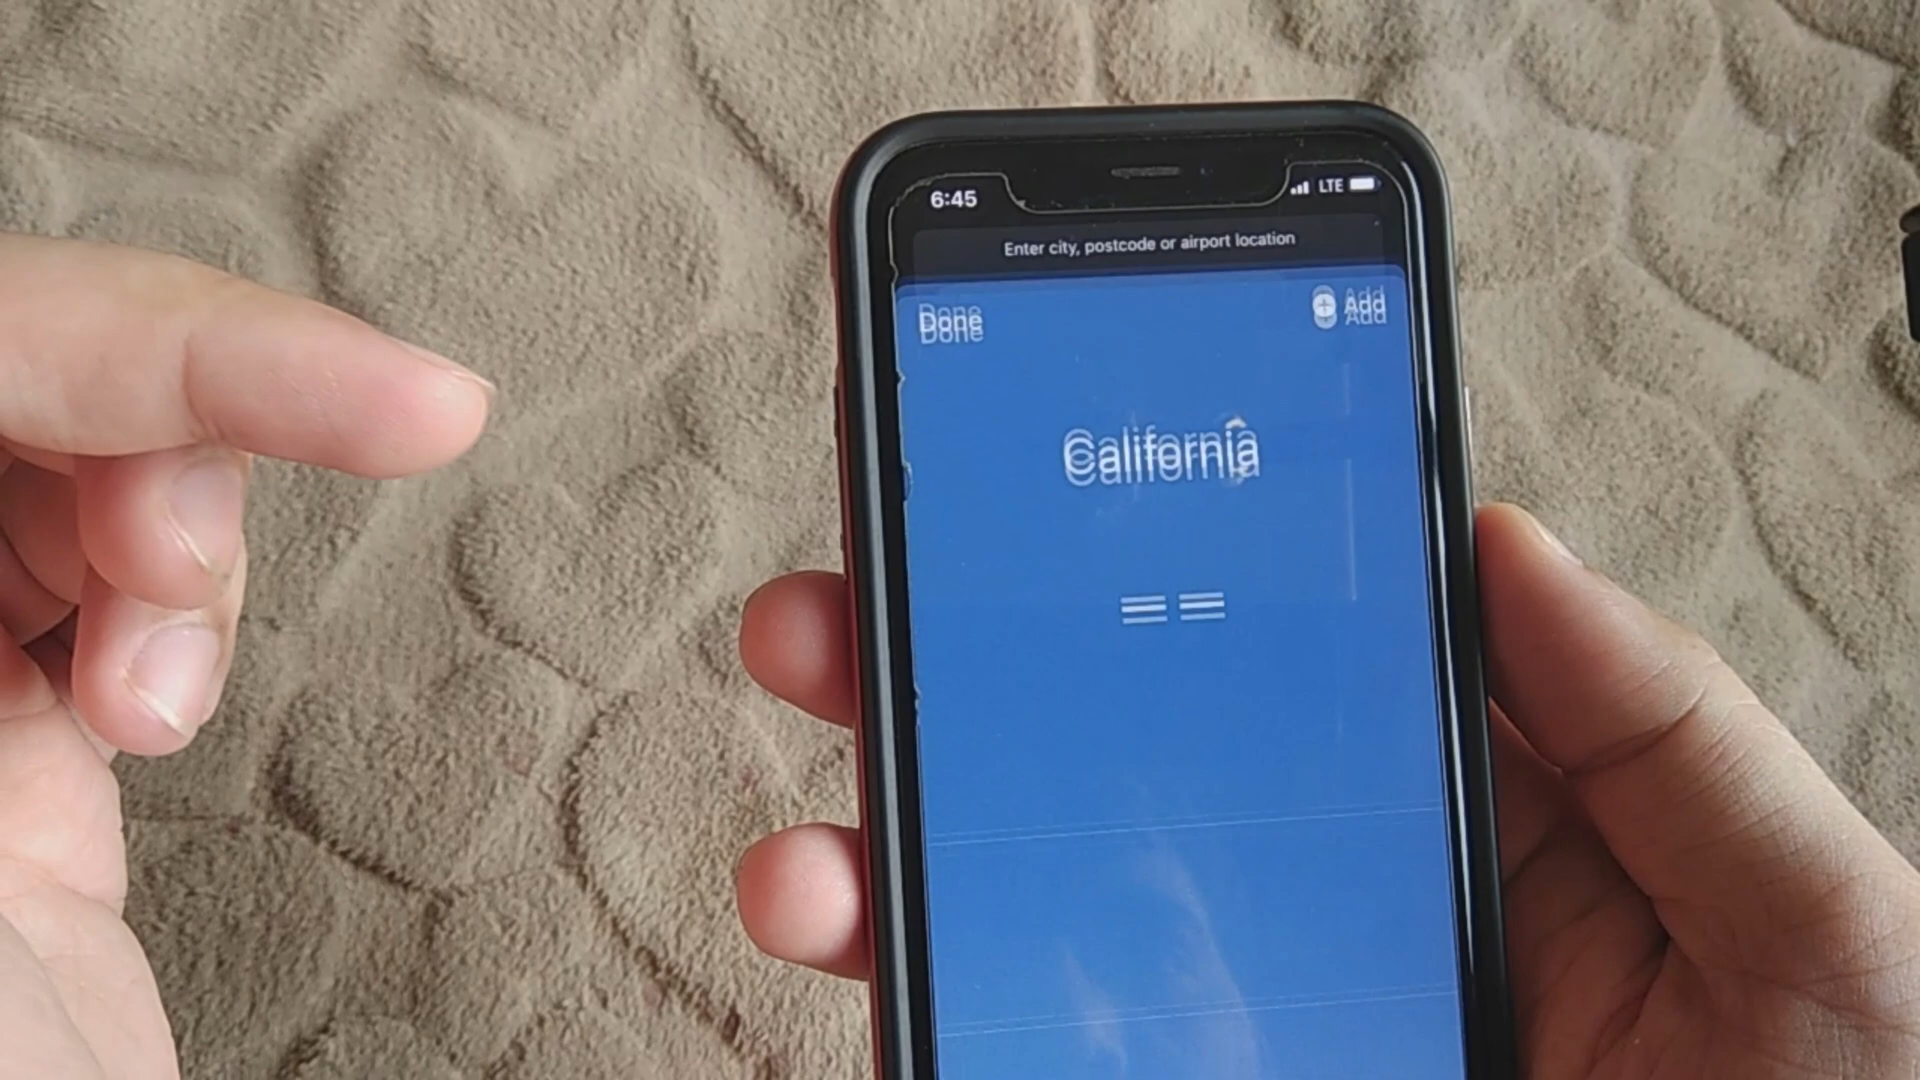 6:45 LTE
Enter city, postcode or airport location
Done Add
California